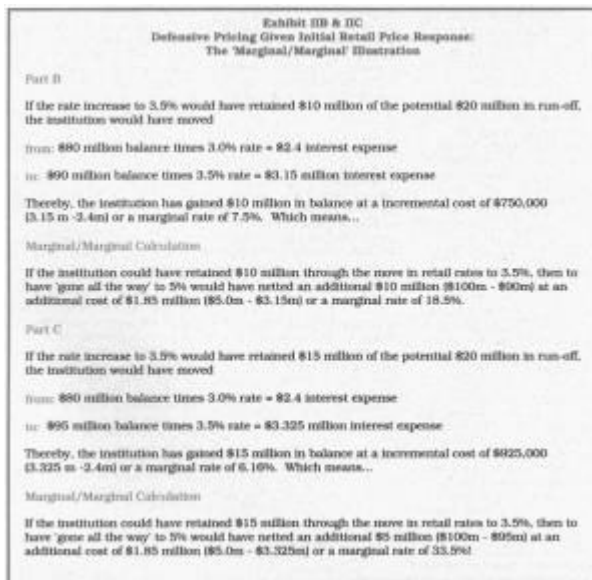 Exhibit IIB & IIC
Defensive Pricing Given Initial Retail Price Response:
The 'Marginal/Marginal' Illustration
Part B
If the rate increase to 3.5% would have retained $10 million of the potential $20 million in run-off,
the institution would have moved
from: $80 million balance times 3.0% rate = $2.4 interest expense
to: $90 million balance times 3.5% rate = $3.15 million interest expense
Thereby, the institution has gained $10 million in balance at a incremental cost of $750,000
(3.15 m -2.4m) or a marginal rate of 7.5%. Which means...
Marginal/Marginal Calculation
If the institution could have retained $10 million through the move in retail rates to 3.5%, then to
have 'gone all the way' to 5% would have netted an additional $10 million ($100m - $90m) at an
additional cost of $1.85 million ($5.0m - $3.15m) or a marginal rate of 18.5%.
Part C
If the rate increase to 3.5% would have retained $15 million of the potential $20 million in run-off,
the institution would have moved
from: $80 million balance times 3.0% rate = $2.4 interest expense
to: $95 million balance times 3.5% rate = $3.325 million interest expense
Thereby, the institution has gained $15 million in balance at a incremental cost of $925,000
(3.325 m -2.4m) or a marginal rate of 6.16%. Which means...
Marginal/Marginal Calculation
If the institution could have retained $15 million through the move in retail rates to 3.5%, then to
have 'gone all the way' to 5% would have netted an additional $5 million ($100m - $95m) at an
additional cost of $1.85 million ($5.0m - $3.325m) or a marginal rate of 33.5%!